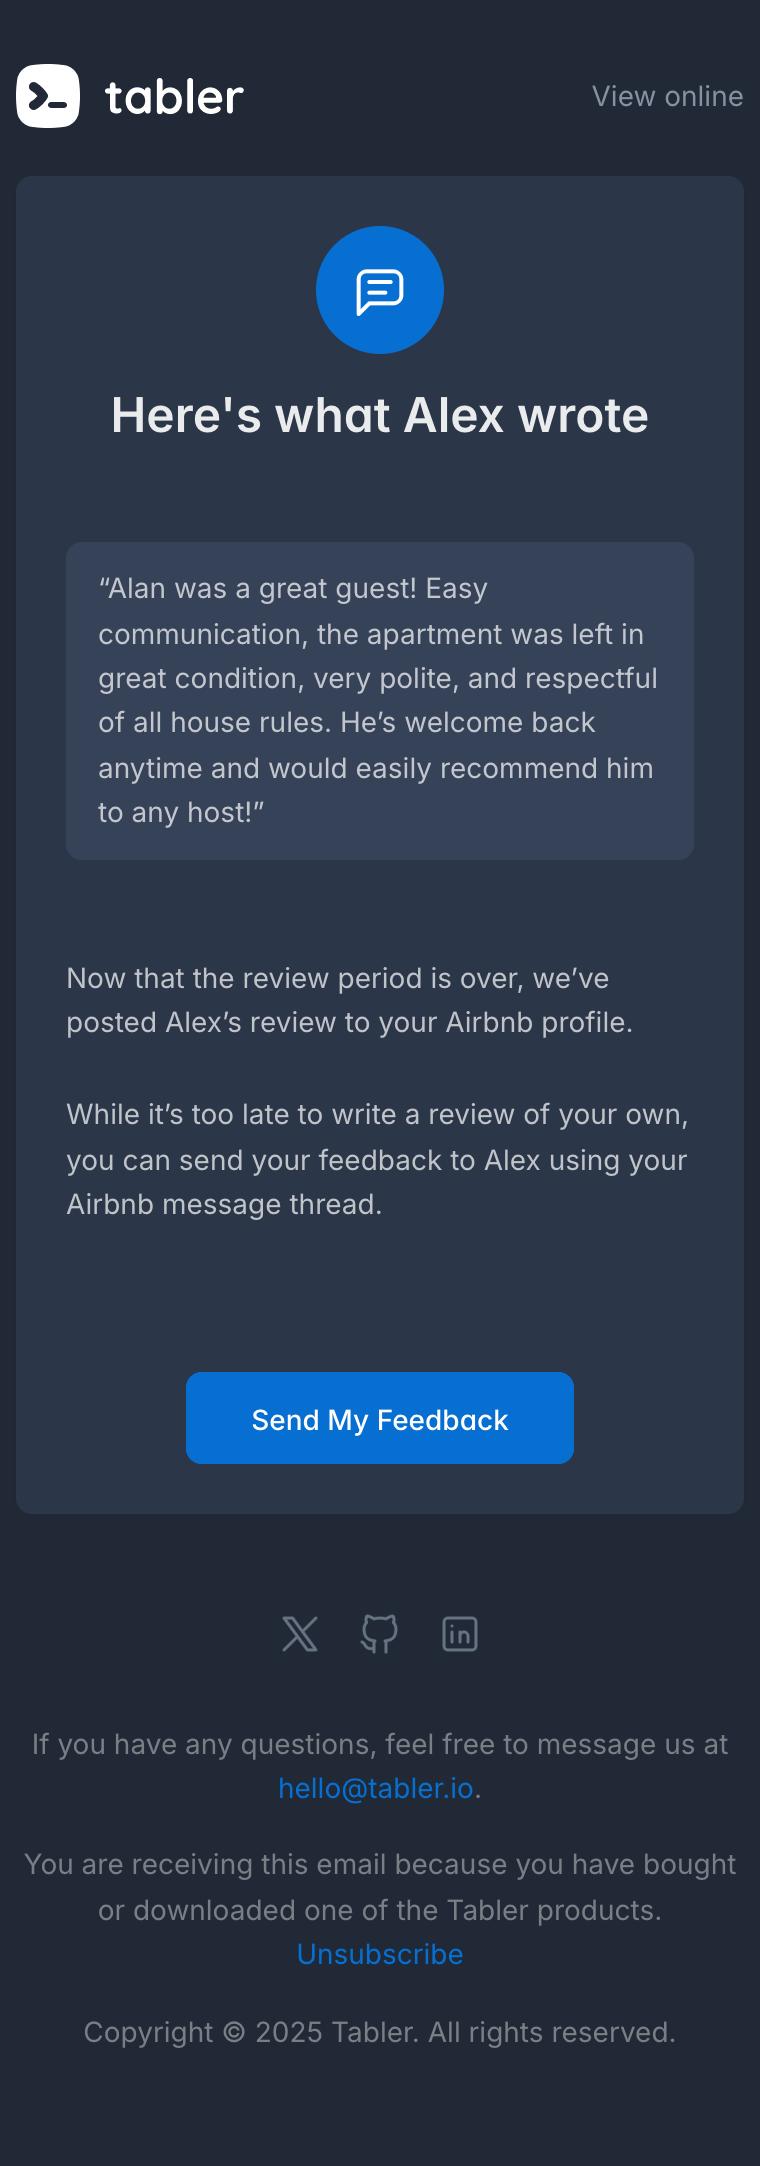 tabler
View online
Here's what Alex wrote
“Alan was a great guest! Easy
communication, the apartment was left in
great condition, very polite, and respectful
of all house rules. He’s welcome back
anytime and would easily recommend him
to any host!”
Now that the review period is over, we’ve
posted Alex’s review to your Airbnb profile.
While it’s too late to write a review of your own,
you can send your feedback to Alex using your
Airbnb message thread.
Send My Feedback
If you have any questions, feel free to message us at
hello@tabler.io.
You are receiving this email because you have bought
or downloaded one of the Tabler products.
Unsubscribe
Copyright © 2025 Tabler. All rights reserved.